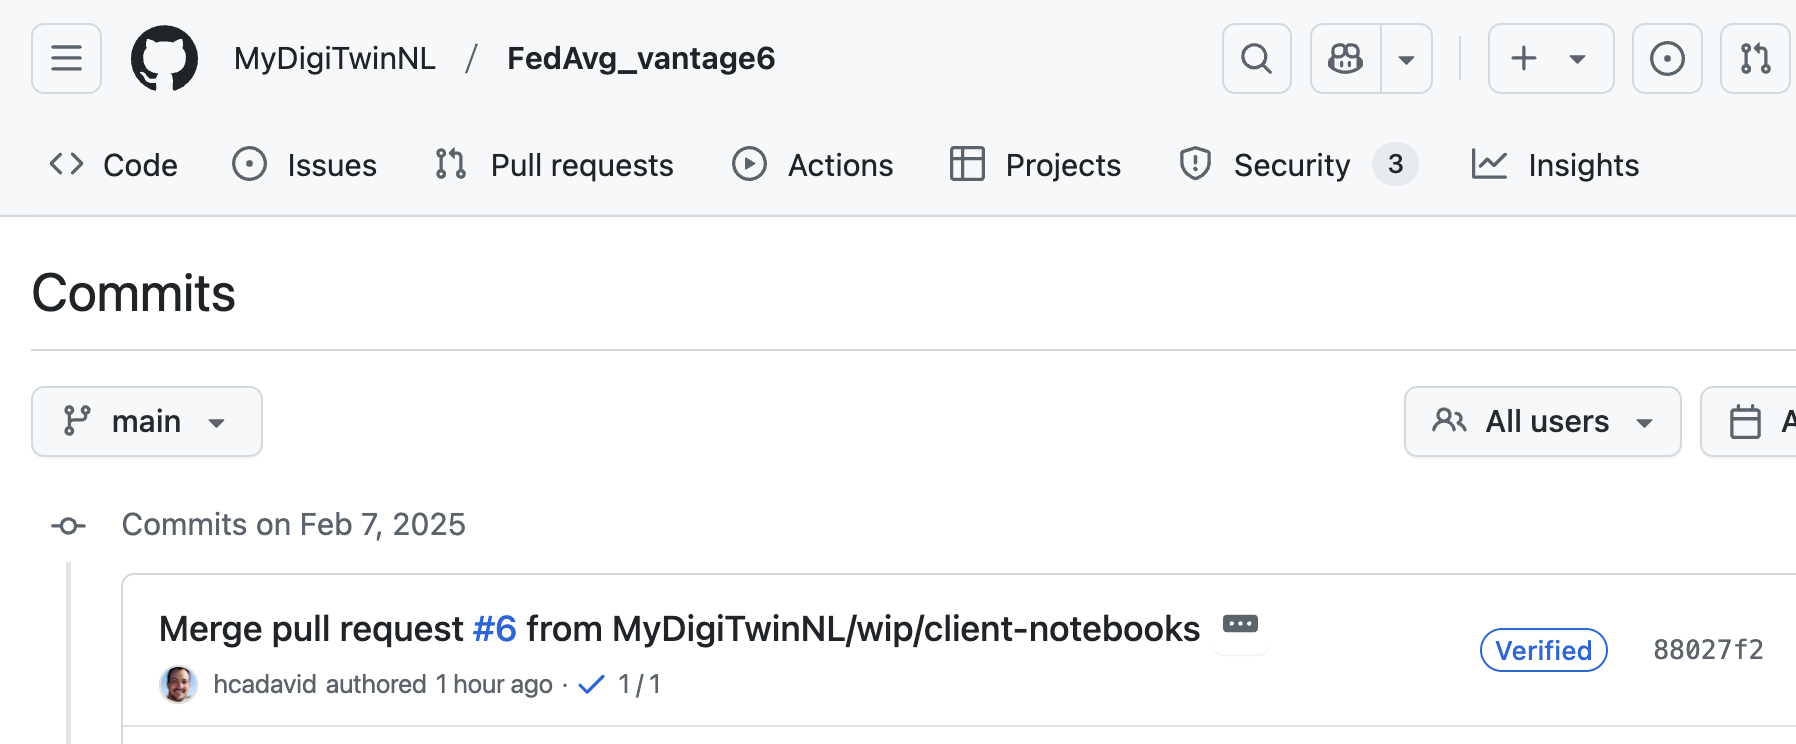 MyDigiTwinNL / FedAvg_vantage6
Code Issues Pull requests Actions Projects Security 3 Insights
Commits
main All users A
Commits on Feb 7, 2025
Merge pull request #6 from MyDigiTwinNL/wip/client-notebooks
Verified 88027f2
hcadavid authored 1 hour ago · 1 / 1